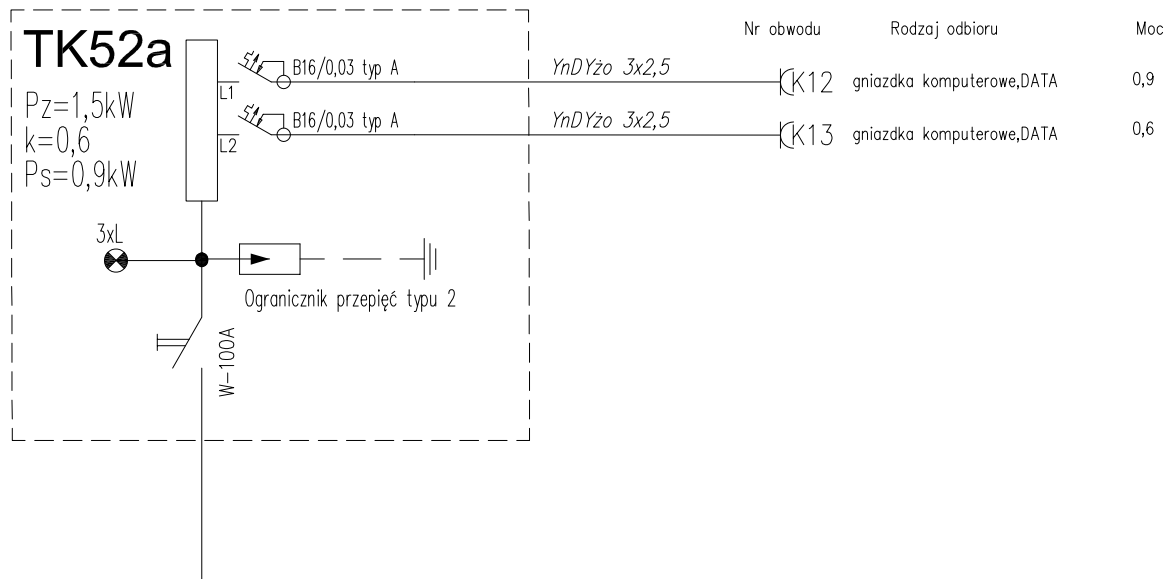 Nr obwodu Rodzaj odbioru Moc
TK52a
Pz=1,5kW
k=0,6
Ps=0,9kW
L1
B16/0,03 typ A
YnDYżo 3x2,5
K12 gniazdka komputerowe,DATA 0,9
L2
B16/0,03 typ A
YnDYżo 3x2,5
K13 gniazdka komputerowe,DATA 0,6
3xL
Ogranicznik przepięć typu 2
W-100A